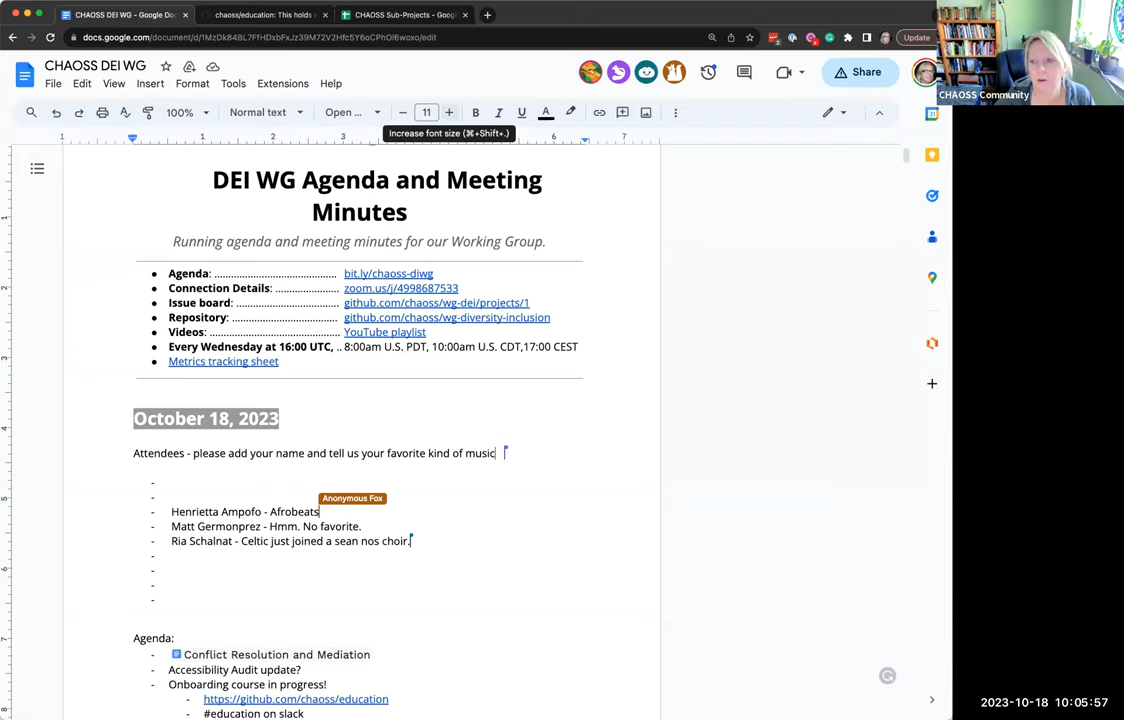 CHAOSS DEI WG - Google Doc
chaoss/education: This holds
CHAOSS Sub-Projects - Google
docs.google.com/document/d/1MzDk84BL7FfHDxbFxJz39M72V2Hfc5Y6oCPhOl6woxo/edit
Update
CHAOSS Community
CHAOSS DEI WG
File Edit View Insert Format Tools Extensions Help
Share
100% Normal text Open ... 11 B I U A
Increase font size (⌘+Shift+.)
1 1 2 3 6 7
DEI WG Agenda and Meeting
Minutes
Running agenda and meeting minutes for our Working Group.
● Agenda: ........................................ bit.ly/chaoss-diwg
● Connection Details: ...................... zoom.us/j/4998687533
● Issue board: .................................. github.com/chaoss/wg-dei/projects/1
● Repository: ................................... github.com/chaoss/wg-diversity-inclusion
● Videos: .......................................... YouTube playlist
● Every Wednesday at 16:00 UTC, .. 8:00am U.S. PDT, 10:00am U.S. CDT,17:00 CEST
● Metrics tracking sheet
October 18, 2023
Attendees - please add your name and tell us your favorite kind of music
-
-
Anonymous Fox
- Henrietta Ampofo - Afrobeats
- Matt Germonprez - Hmm. No favorite.
- Ria Schalnat - Celtic just joined a sean nos choir.
-
-
-
-
Agenda:
- Conflict Resolution and Mediation
- Accessibility Audit update?
- Onboarding course in progress!
- https://github.com/chaoss/education
- #education on slack
2023-10-18 10:05:57